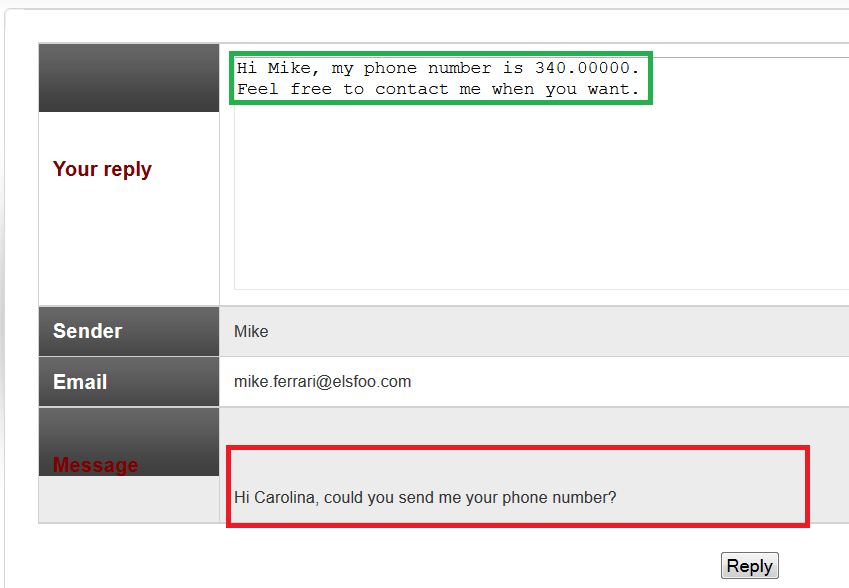 Hi Mike, my phone number is 340.00000.
Feel free to contact me when you want.
Your reply
Sender
Mike
Email
mike.ferrari@elsfoo.com
Message
Hi Carolina, could you send me your phone number?
Reply